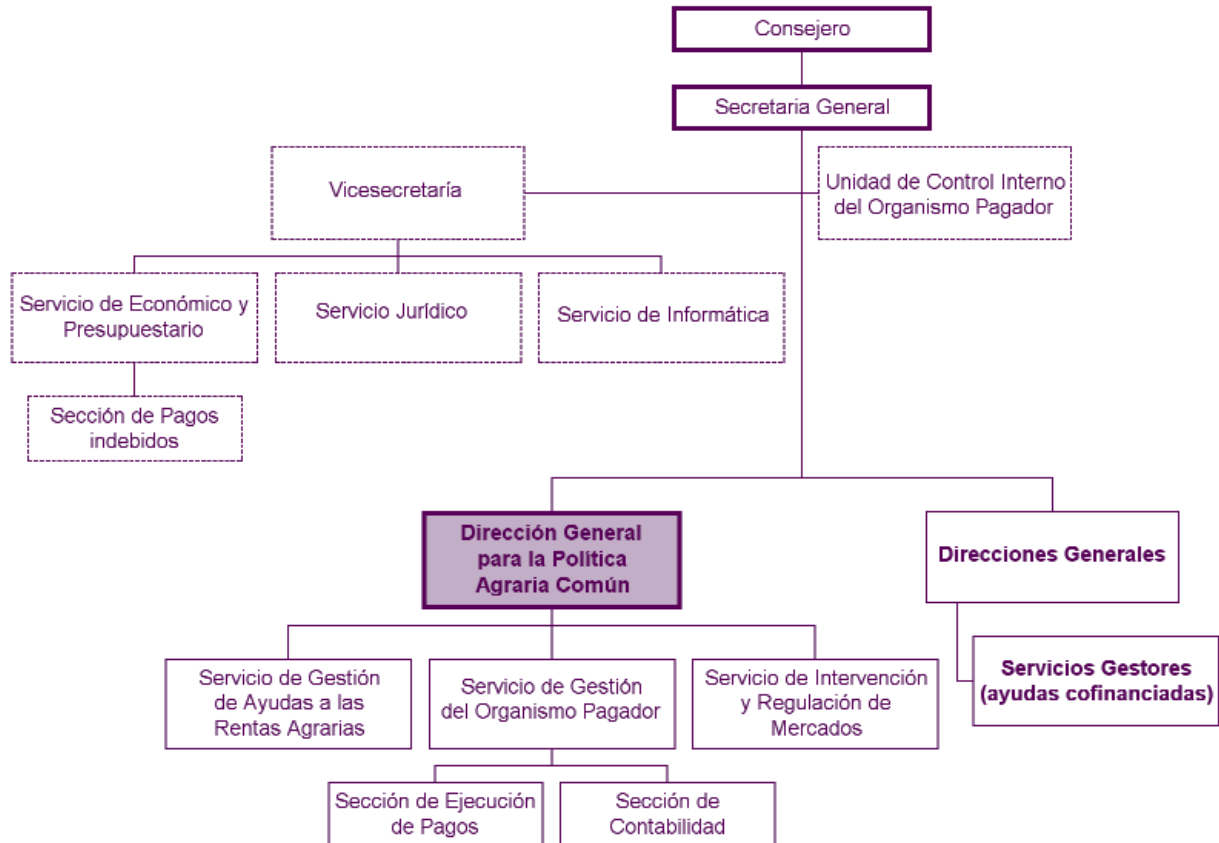 Consejero
Secretaria General
Vicesecretaría
Unidad de Control Interno
del Organismo Pagador
Servicio de Económico y
Presupuestario
Servicio Jurídico
Servicio de Informática
Sección de Pagos
indebidos
Dirección General
para la Política
Agraria Común
Direcciones Generales
Servicios Gestores
(ayudas cofinanciadas)
Servicio de Gestión
de Ayudas a las
Rentas Agrarias
Servicio de Gestión
del Organismo Pagador
Servicio de Intervención
y Regulación de
Mercados
Sección de Ejecución
de Pagos
Sección de
Contabilidad